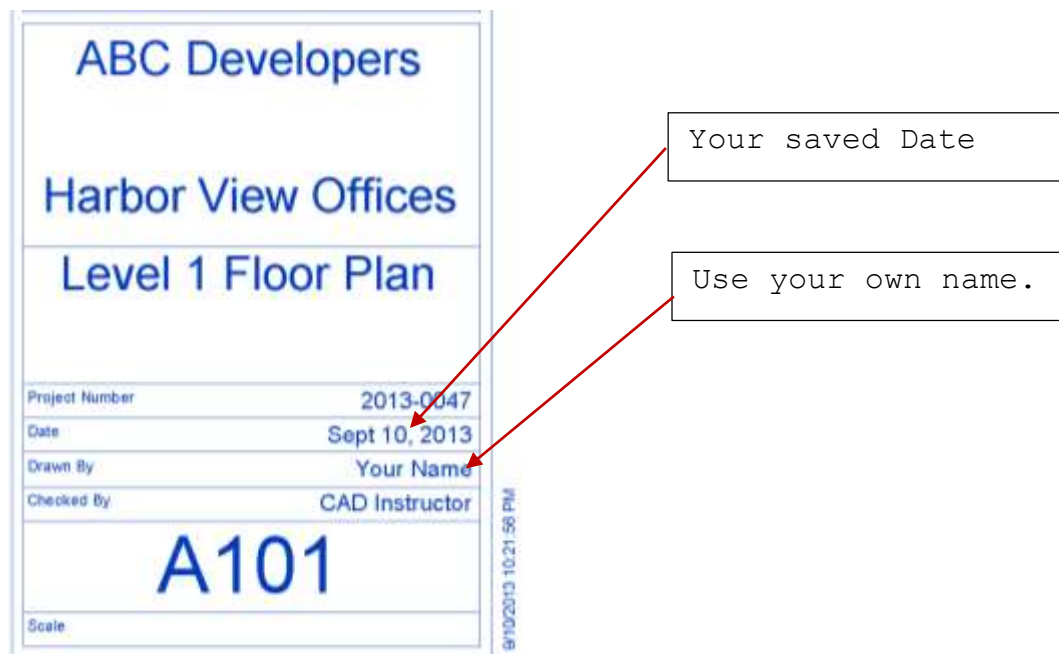 ABC Developers
Harbor View Offices
Level 1 Floor Plan
Project Number 2013-0047
Date Sept 10, 2013
Drawn By Your Name
Checked By CAD Instructor
A101
Scale
9/10/2013 10:21:56 PM
Your saved Date
Use your own name.